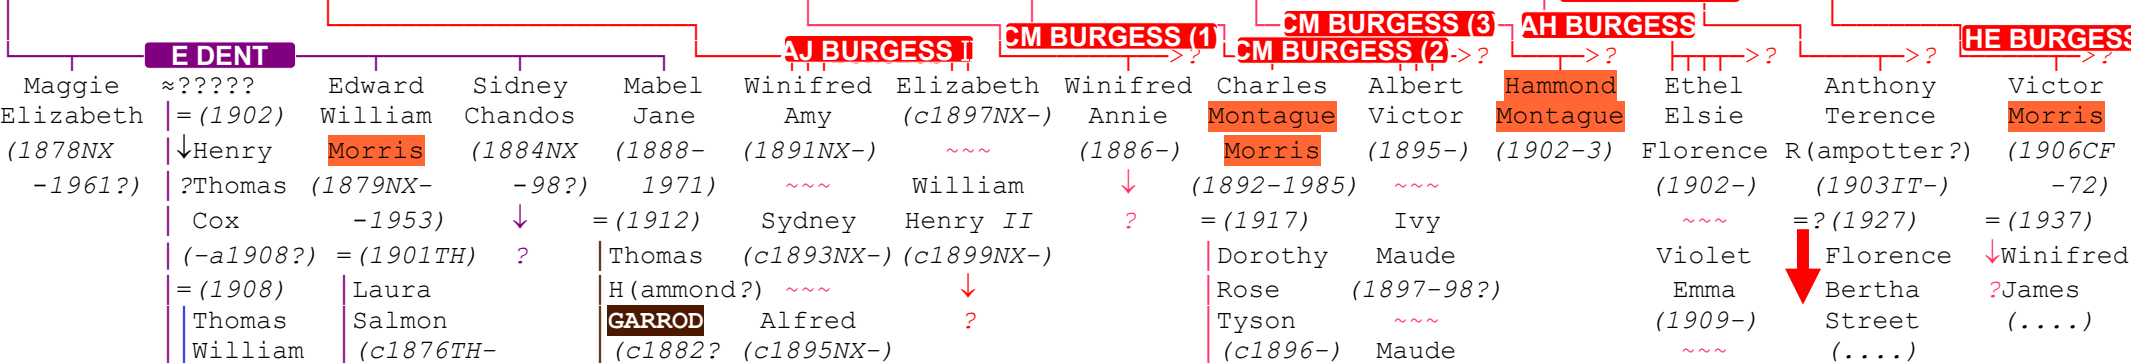 CM BURGESS (3) AH BURGESS
CM BURGESS (1)
E DENT AJ BURGESS I CM BURGESS (2) HE BURGESS
>? >? >? >? >? >?
Maggie ≈????? Edward Sidney Mabel Winifred Elizabeth Winifred Charles Albert Hammond Ethel Anthony Victor
Elizabeth =(1902) William Chandos Jane Amy (c1897NX-) Annie Montague Victor Montague Elsie Terence Morris
(1878NX ↓Henry Morris (1884NX (1888- (1891NX-) ~~~ (1886-) Morris (1895-) (1902-3) Florence R(ampotter?) (1906CF
-1961?) ?Thomas (1879NX- -98?) 1971) ~~~ William ↓ (1892-1985) ~~~ (1902-) (1903IT-) -72)
Cox -1953) ↓ =(1912) Sydney Henry II ? =(1917) Ivy ~~~ =?(1927) =(1937)
(-a1908?) =(1901TH) ? Thomas (c1893NX-) (c1899NX-) Dorothy Maude Violet Florence ↓Winifred
=(1908) Laura H(ammond?) ~~~ ↓ Rose (1897-98?) Emma Bertha ?James
Thomas Salmon GARROD Alfred ? Tyson ~~~ (1909-) Street (....)
William (c1876TH- (c1882? (c1895NX-) (c1896-) Maude ~~~ (....)